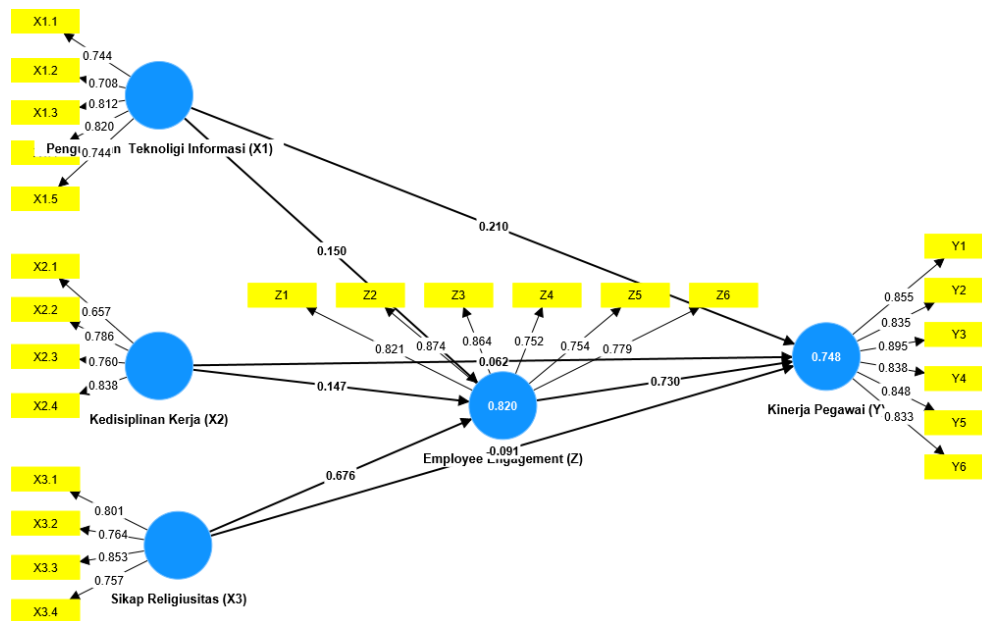 X1.1
0.744
X1.2
0.708
X1.3
0.812
0.820
Teknoligi Informasi (X1)
0.744
X1.5
0.210
0.150
X2.1
0.657
X2.2
0.786
X2.3
0.760
X2.4
0.838
Kedisiplinan Kerja (X2)
Z1
Z2
Z3
Z4
Z5
Z6
0.821
0.874
0.864
0.752
0.754
0.779
0.062
0.147
0.730
0.820
Employee Engagement (Z)
-0.091
0.676
X3.1
0.801
X3.2
0.764
X3.3
0.853
X3.4
0.757
Sikap Religiusitas (X3)
0.748
Kinerja Pegawai (Y)
Y1
0.855
Y2
0.835
Y3
0.895
Y4
0.838
Y5
0.848
Y6
0.833